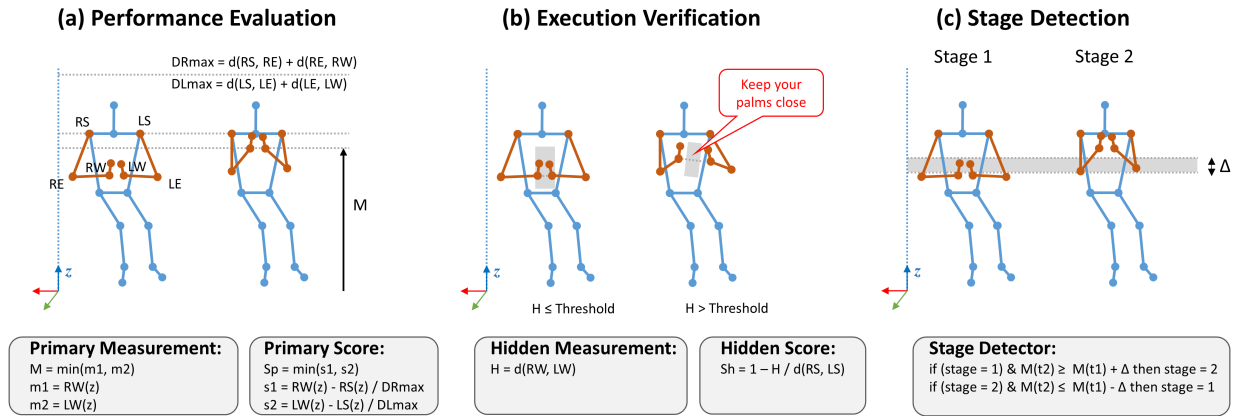 (a) Performance Evaluation
DRmax = d(RS, RE) + d(RE, RW)
DLmax = d(LS, LE) + d(LE, LW)
RS
LS
RW
LW
RE
LE
M
z
Primary Measurement:
M = min(m1, m2)
m1 = RW(z)
m2 = LW(z)
Primary Score:
Sp = min(s1, s2)
s1 = RW(z) - RS(z) / DRmax
s2 = LW(z) - LS(z) / DLmax
(b) Execution Verification
Keep your
palms close
z
H ≤ Threshold
H > Threshold
Hidden Measurement:
H = d(RW, LW)
Hidden Score:
Sh = 1 – H / d(RS, LS)
(c) Stage Detection
Stage 1
Stage 2
Δ
z
Stage Detector:
if (stage = 1) & M(t2) ≥ M(t1) + Δ then stage = 2
if (stage = 2) & M(t2) ≤ M(t1) - Δ then stage = 1